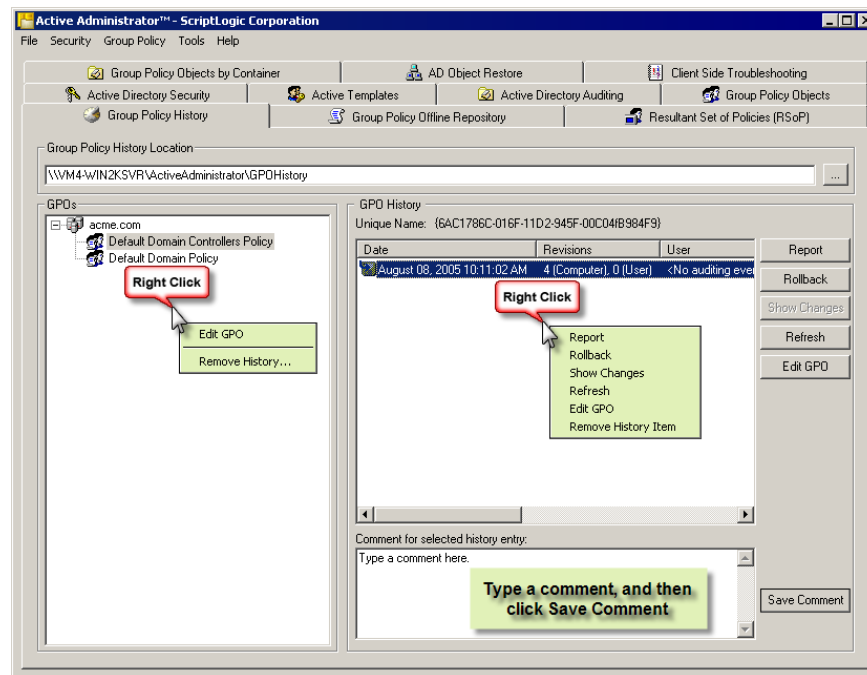 Active Administrator™ - ScriptLogic Corporation
File Security Group Policy Tools Help
Group Policy Objects by Container AD Object Restore Client Side Troubleshooting
Active Directory Security Active Templates Active Directory Auditing Group Policy Objects
Group Policy History Group Policy Offline Repository Resultant Set of Policies (RSoP)
Group Policy History Location
\\VM4-WIN2KSVR\ActiveAdministrator\GPOHistory
...
GPOs
acme.com
Default Domain Controllers Policy
Default Domain Policy
Right Click
Edit GPO
Remove History...
GPO History
Unique Name: {6AC1786C-016F-11D2-945F-00C04fB984F9}
Date Revisions User
August 08, 2005 10:11:02 AM 4 (Computer), 0 (User) <No auditing ever
Right Click
Report
Rollback
Show Changes
Refresh
Edit GPO
Remove History Item
Report
Rollback
Show Changes
Refresh
Edit GPO
Comment for selected history entry:
Type a comment here.
Type a comment, and then
click Save Comment
Save Comment